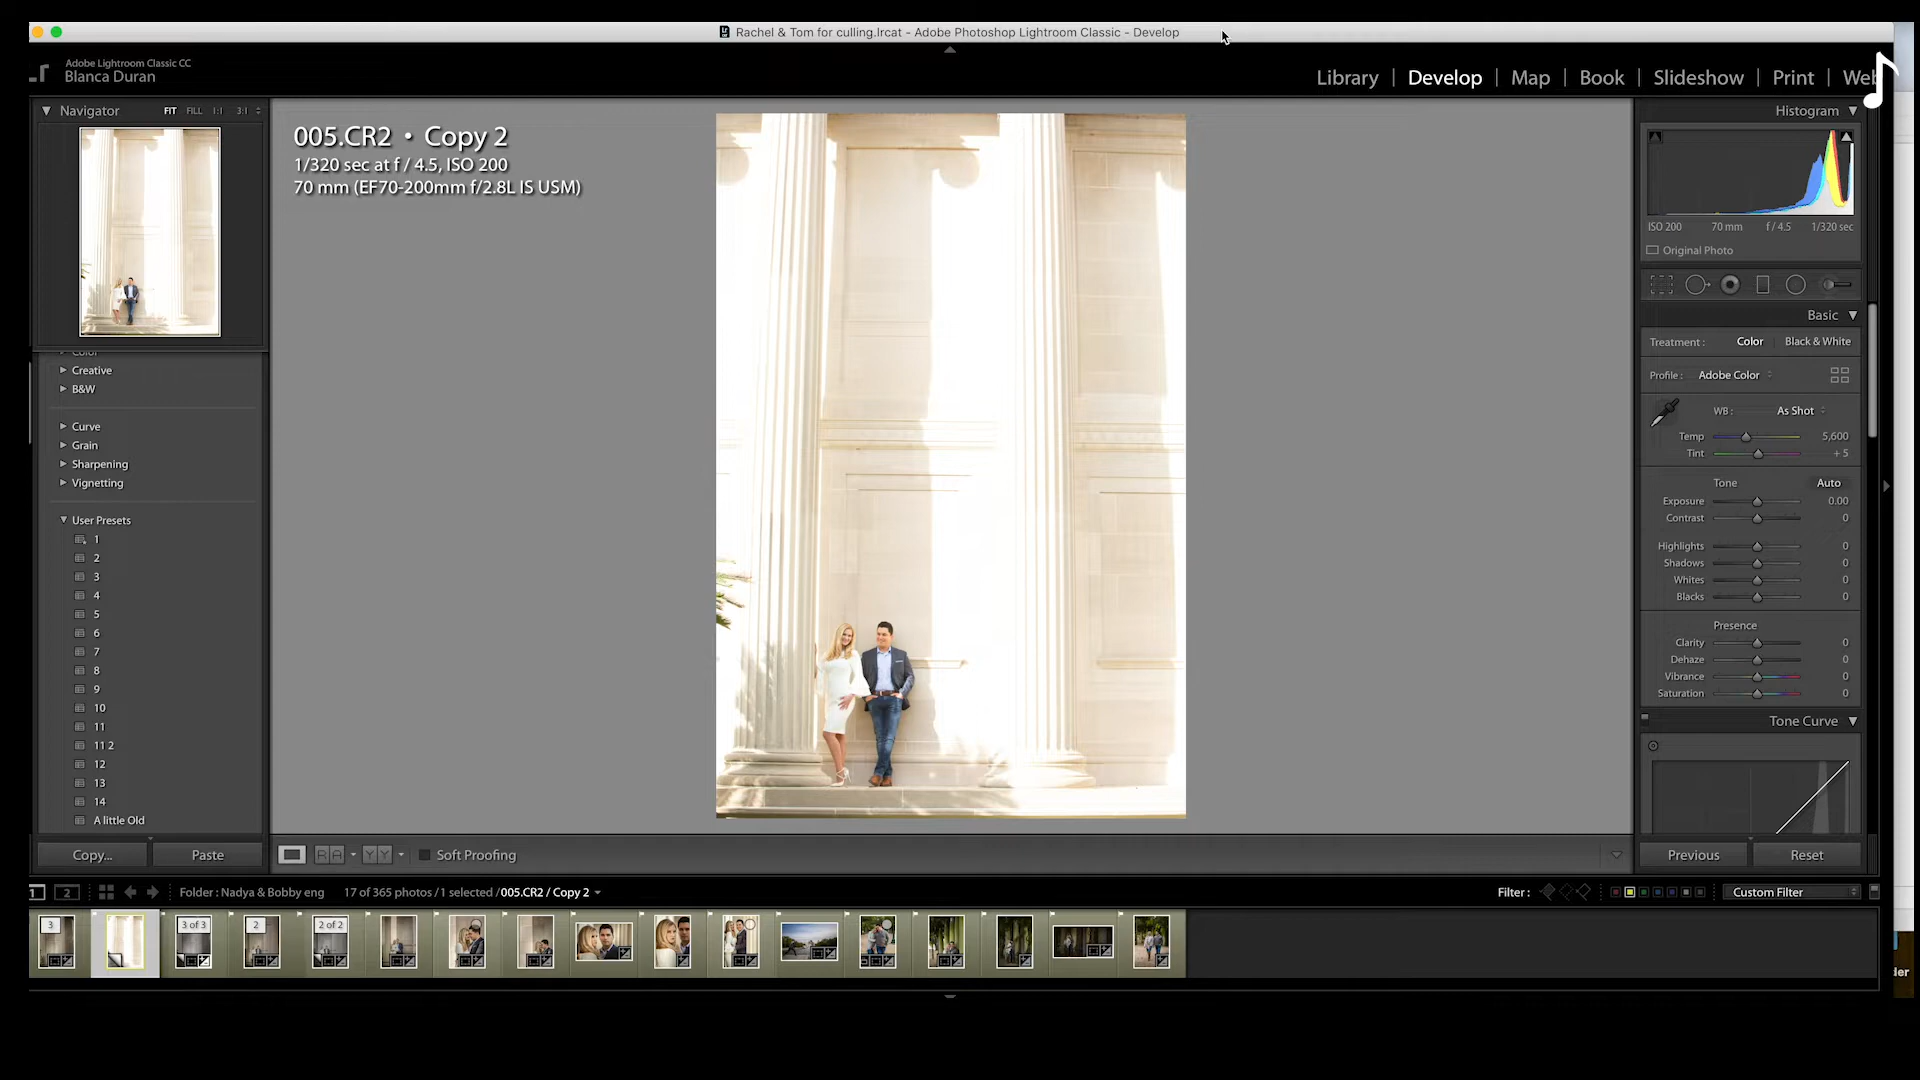 Rachel & Tom for culling.lrcat - Adobe Photoshop Lightroom Classic - Develop
Adobe Lightroom Classic CC
Blanca Duran
Library | Develop | Map | Book | Slideshow | Print | Web
Navigator FIT FILL 1:1 3:1
Histogram
005.CR2 • Copy 2
1/320 sec at f / 4.5, ISO 200
70 mm (EF70-200mm f/2.8L IS USM)
ISO 200 70 mm f / 4.5 1/320 sec
Original Photo
Basic
Treatment : Color Black & White
Profile : Adobe Color
WB : As Shot
Temp 5,600
Tint + 5
Tone Auto
Exposure 0.00
Contrast 0
Highlights 0
Shadows 0
Whites 0
Blacks 0
Presence
Clarity 0
Dehaze 0
Vibrance 0
Saturation 0
Tone Curve
Color
Creative
B&W
Curve
Grain
Sharpening
Vignetting
User Presets
1
2
3
4
5
6
7
8
9
10
11
11 2
12
13
14
A little Old
Copy... Paste
R A Y Y Soft Proofing
Previous Reset
1 2 Folder : Nadya & Bobby eng 17 of 365 photos / 1 selected / 005.CR2 / Copy 2
Filter : Custom Filter
3 3 of 3 2 2 of 2
der